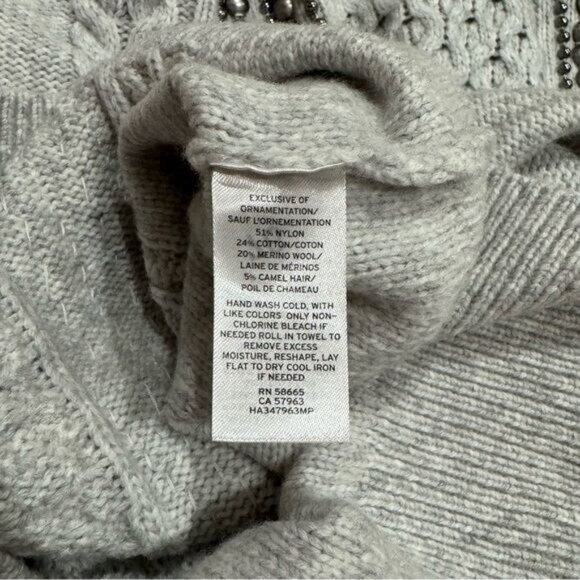 EXCLUSIVE OF
ORNAMENTATION/
SAUF L'ORNEMENTATION
51% NYLON
24% COTTON/COTON
20% MERINO WOOL/
LAINE DE MÉRINOS
5% CAMEL HAIR/
POIL DE CHAMEAU
HAND WASH COLD, WITH
LIKE COLORS ONLY NON-
CHLORINE BLEACH IF
NEEDED ROLL IN TOWEL TO
REMOVE EXCESS
MOISTURE, RESHAPE, LAY
FLAT TO DRY COOL IRON
IF NEEDED
RN 58665
CA 57963
HA347963MP